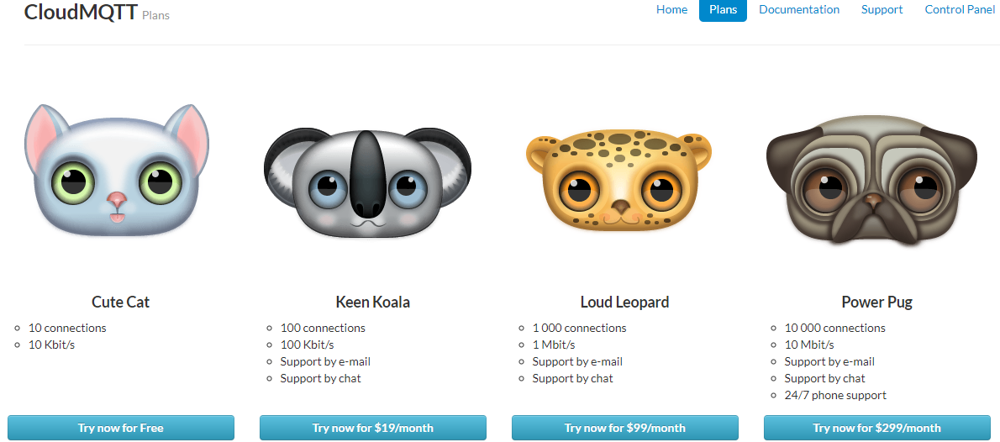 CloudMQTT Plans
Home Plans Documentation Support Control Panel
Cute Cat
10 connections
10 Kbit/s
Try now for Free
Keen Koala
100 connections
100 Kbit/s
Support by e-mail
Support by chat
Try now for $19/month
Loud Leopard
1 000 connections
1 Mbit/s
Support by e-mail
Support by chat
Try now for $99/month
Power Pug
10 000 connections
10 Mbit/s
Support by e-mail
Support by chat
24/7 phone support
Try now for $299/month